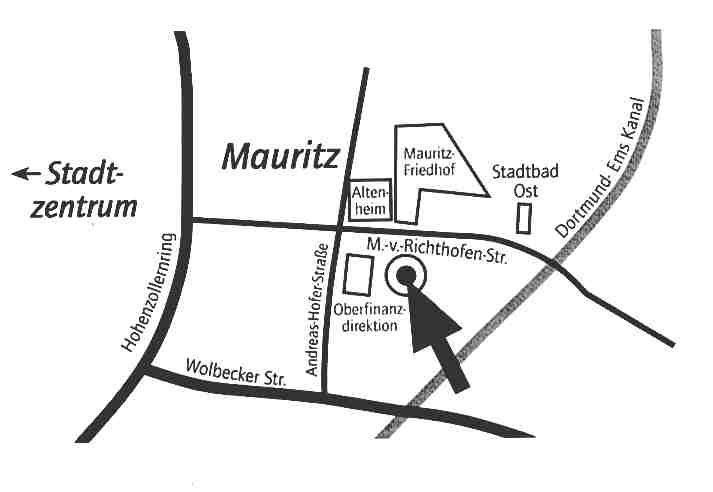 Mauritz
← Stadt-
zentrum
Mauritz-
Friedhof
Stadtbad
Ost
Alten-
heim
Dortmund- Ems Kanal
M.-v.-Richthofen-Str.
Hohenzollernring
Andreas-Hofer-Straße
Oberfinanz-
direktion
Wolbecker Str.